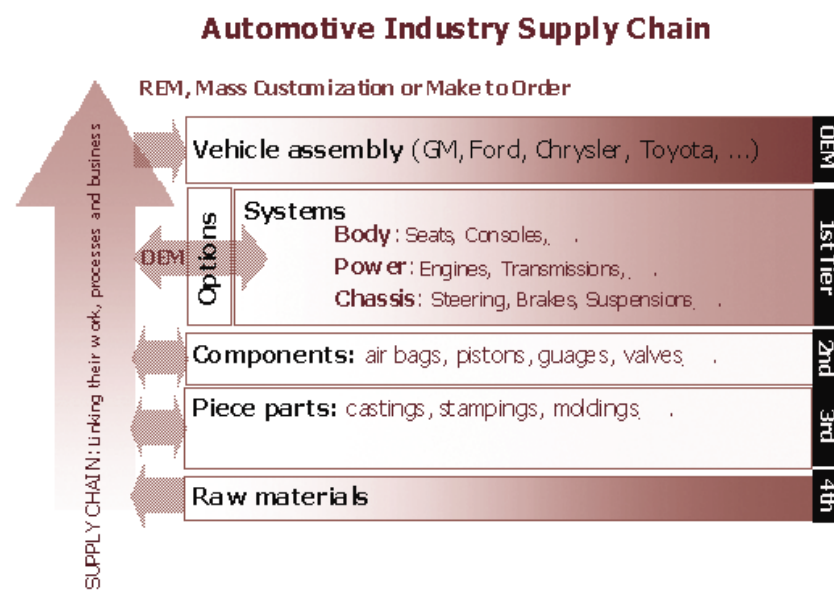 Automotive Industry Supply Chain
REM, Mass Customization or Make to Order
Vehicle assembly (GM, Ford, Chrysler, Toyota, ...)
OEM
Options
Systems
Body: Seats, Consoles, .
Power: Engines, Transmissions, .
Chassis: Steering, Brakes, Suspensions, .
1st Tier
OEM
Components: air bags, pistons, guages, valves, .
2nd
Piece parts: castings, stampings, moldings, .
3rd
Raw materials
4th
SUPPLY CHAIN: Linking their work, processes and business